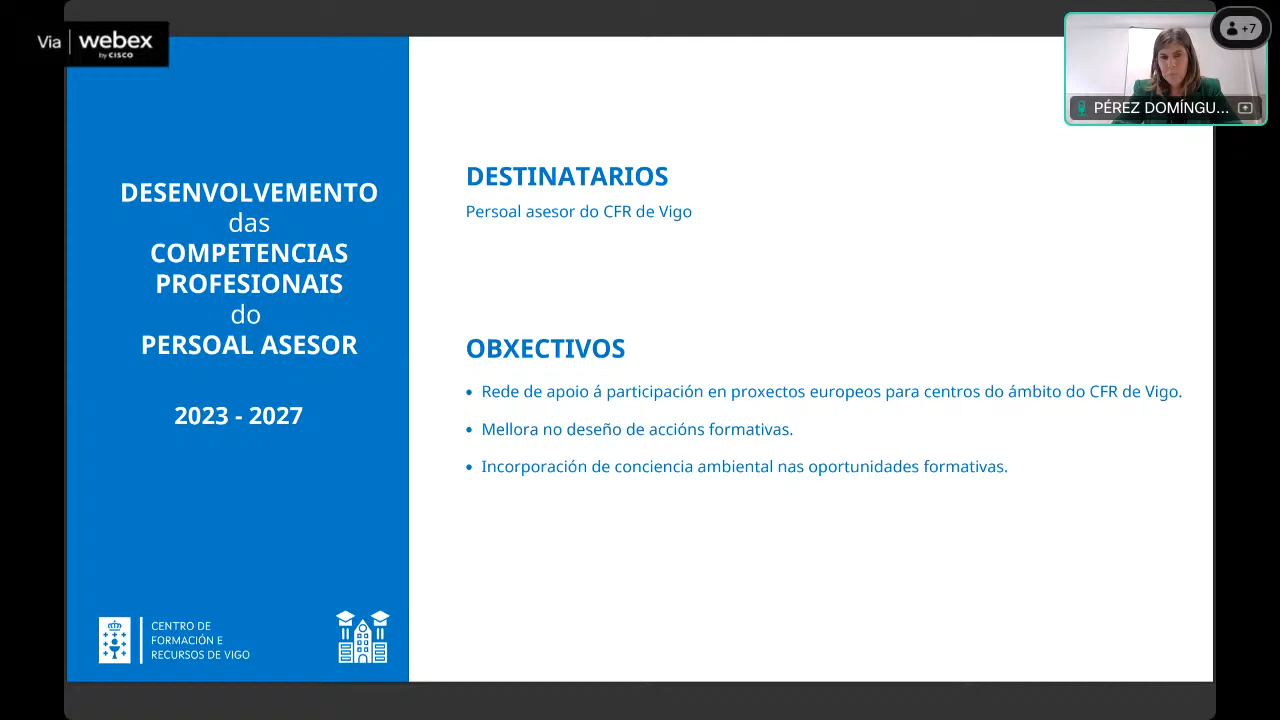 Via webex
by CISCO
+7
PÉREZ DOMÍNGU...
DESENVOLVEMENTO
das
COMPETENCIAS
PROFESIONAIS
do
PERSOAL ASESOR
2023 - 2027
CENTRO DE
FORMACIÓN E
RECURSOS DE VIGO
DESTINATARIOS
Persoal asesor do CFR de Vigo
OBXECTIVOS
• Rede de apoio á participación en proxectos europeos para centros do ámbito do CFR de Vigo.
• Mellora no deseño de accións formativas.
• Incorporación de conciencia ambiental nas oportunidades formativas.